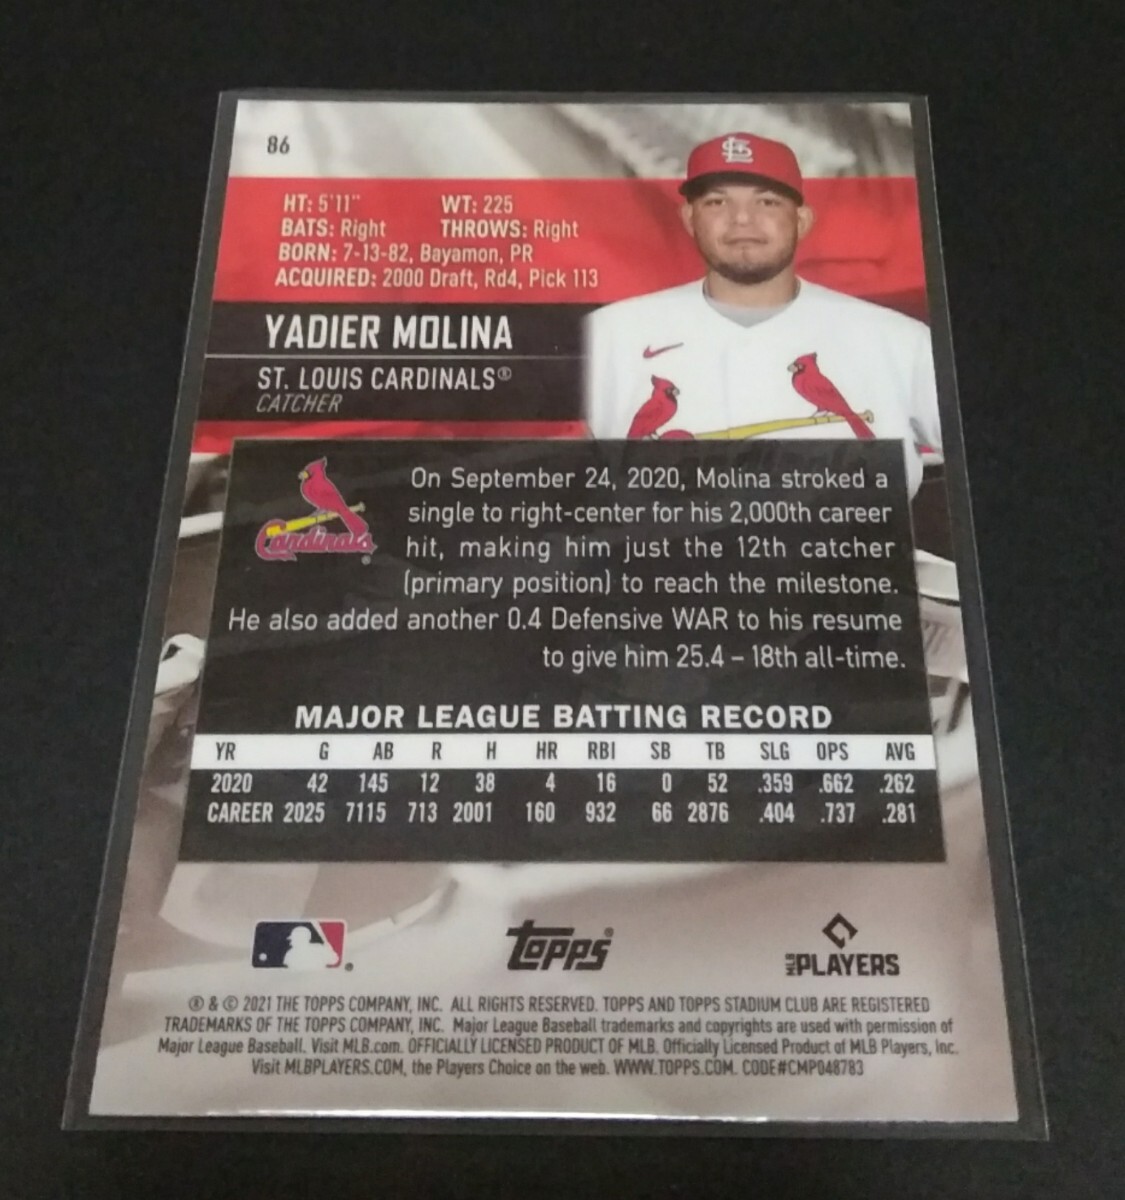 86
HT: 5'11" WT: 225
BATS: Right THROWS: Right
BORN: 7-13-82, Bayamon, PR
ACQUIRED: 2000 Draft, Rd4, Pick 113
YADIER MOLINA
ST. LOUIS CARDINALS®
CATCHER
On September 24, 2020, Molina stroked a
single to right-center for his 2,000th career
hit, making him just the 12th catcher
(primary position) to reach the milestone.
He also added another 0.4 Defensive WAR to his resume
to give him 25.4 – 18th all-time.
Cardinals®
MAJOR LEAGUE BATTING RECORD
YR G AB R H HR RBI SB TB SLG OPS AVG
2020 42 145 12 38 4 16 0 52 .359 .662 .262
CAREER 2025 7115 713 2001 160 932 66 2876 .404 .737 .281
topps®
MLB PLAYERS
® & © 2021 THE TOPPS COMPANY, INC. ALL RIGHTS RESERVED. TOPPS AND TOPPS STADIUM CLUB ARE REGISTERED
TRADEMARKS OF THE TOPPS COMPANY, INC. Major League Baseball trademarks and copyrights are used with permission of
Major League Baseball. Visit MLB.com. OFFICIALLY LICENSED PRODUCT OF MLB. Officially Licensed Product of MLB Players, Inc.
Visit MLBPLAYERS.COM, the Players Choice on the web. WWW.TOPPS.COM. CODE#CMP048783